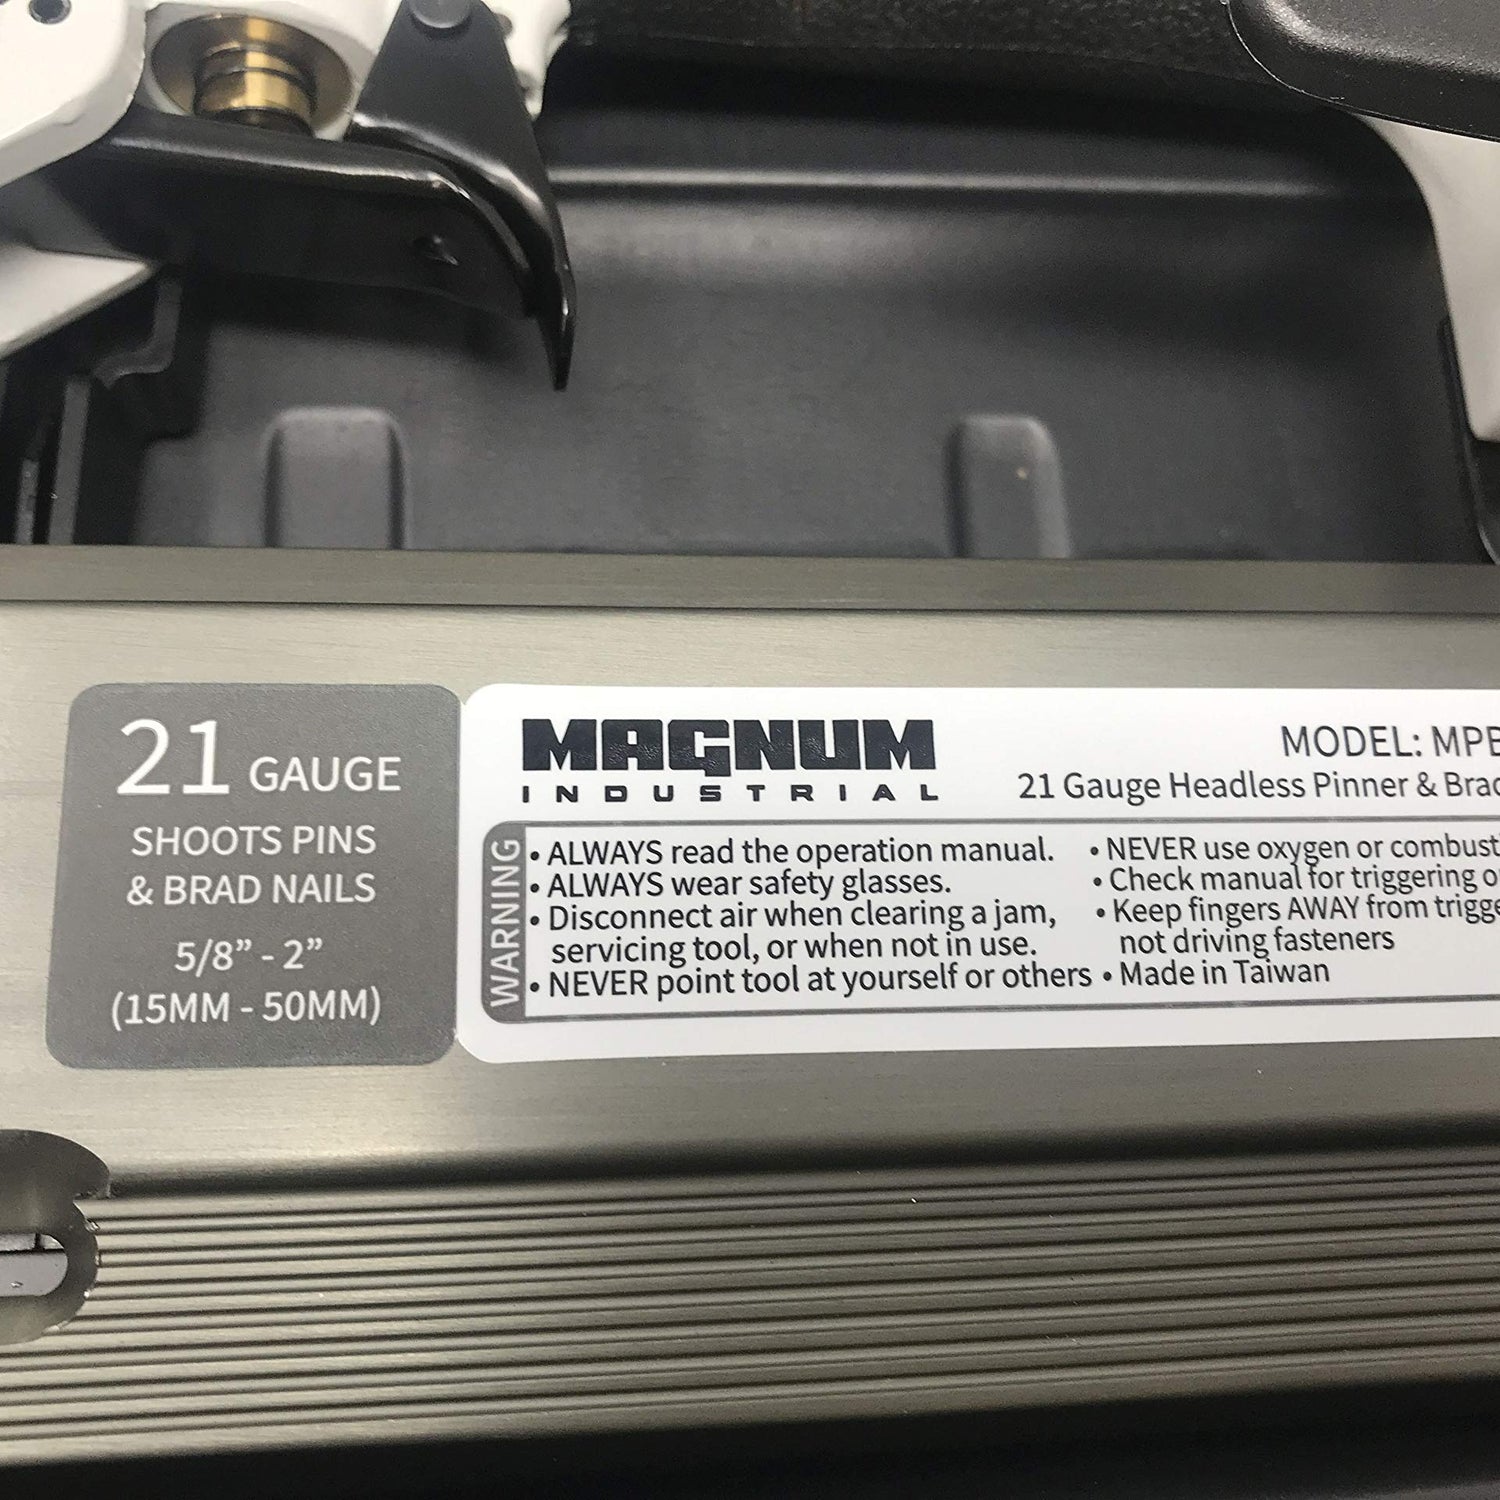 21 GAUGE
SHOOTS PINS
& BRAD NAILS
5/8” - 2”
(15MM - 50MM)
MAGNUM
INDUSTRIAL
MODEL: MPB
21 Gauge Headless Pinner & Brad
WARNING
• ALWAYS read the operation manual.
• ALWAYS wear safety glasses.
• Disconnect air when clearing a jam,
servicing tool, or when not in use.
• NEVER point tool at yourself or others
• NEVER use oxygen or combust
• Check manual for triggering
• Keep fingers AWAY from trigge
not driving fasteners
• Made in Taiwan